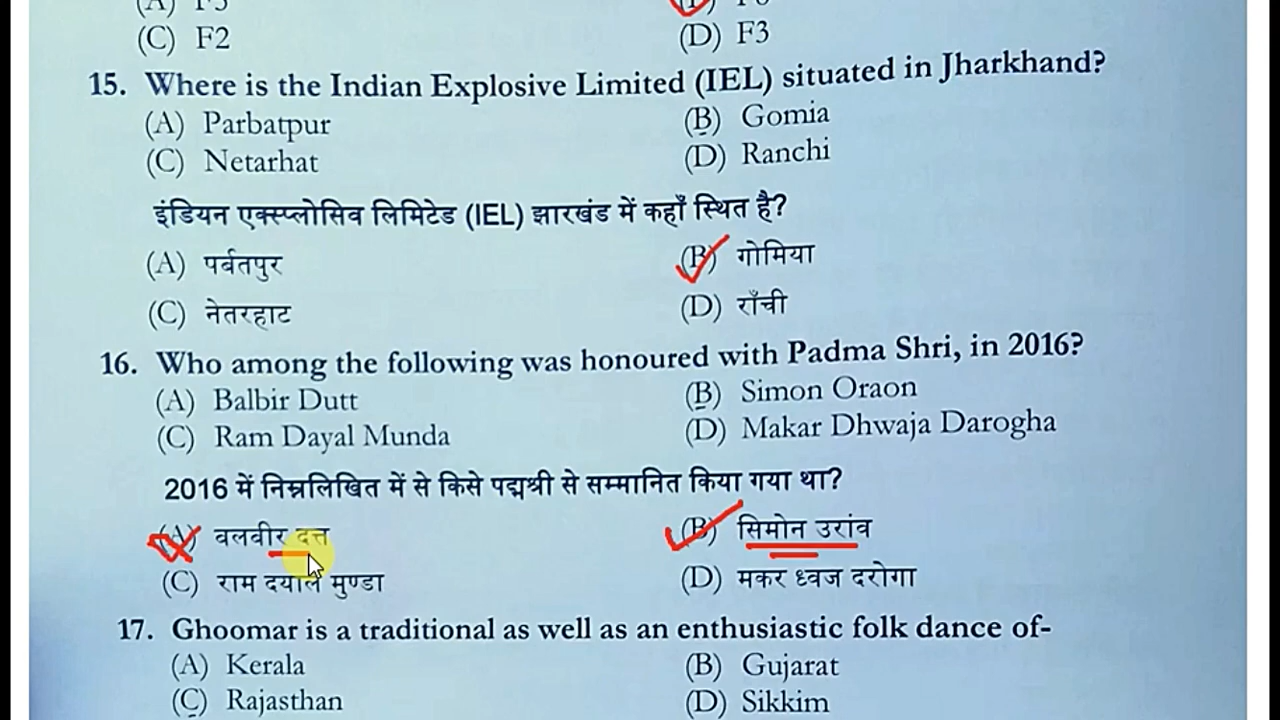 (C) F2 (D) F3
15. Where is the Indian Explosive Limited (IEL) situated in Jharkhand?
(A) Parbatpur (B) Gomia
(C) Netarhat (D) Ranchi
इंडियन एक्स्प्लोसिव लिमिटेड (IEL) झारखंड में कहाँ स्थित है?
(A) पर्बतपुर (B) गोमिया
(C) नेतरहाट (D) राँची
16. Who among the following was honoured with Padma Shri, in 2016?
(A) Balbir Dutt (B) Simon Oraon
(C) Ram Dayal Munda (D) Makar Dhwaja Darogha
2016 में निम्नलिखित में से किसे पद्मश्री से सम्मानित किया गया था?
(A) वलवीर दत्त (B) सिमोन उरांव
(C) राम दयाल मुण्डा (D) मकर ध्वज दरोगा
17. Ghoomar is a traditional as well as an enthusiastic folk dance of-
(A) Kerala (B) Gujarat
(C) Rajasthan (D) Sikkim